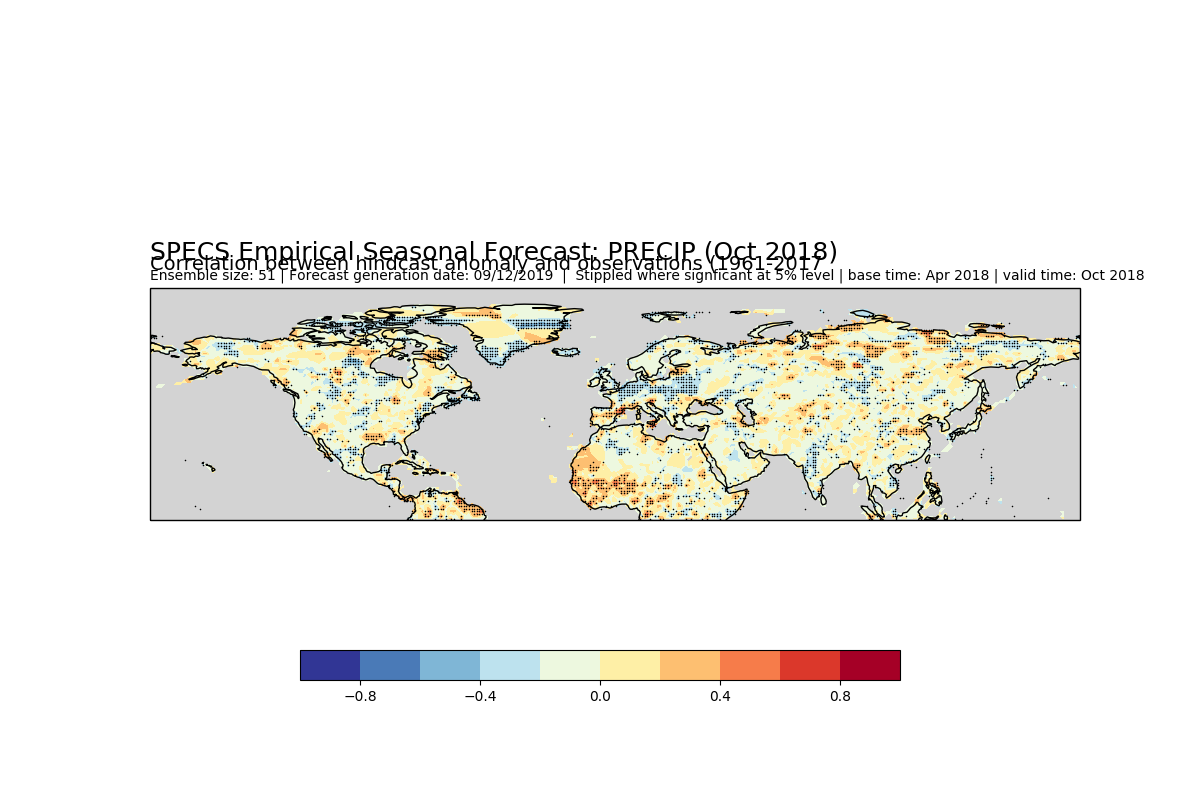 SPECS Empirical Seasonal Forecast: PRECIP (Oct 2018)
Correlation between hindcast anomaly and observations (1961-2017
Ensemble size: 51 | Forecast generation date: 09/12/2019 | Stippled where signficant at 5% level | base time: Apr 2018 | valid time: Oct 2018
−0.8 −0.4 0.0 0.4 0.8